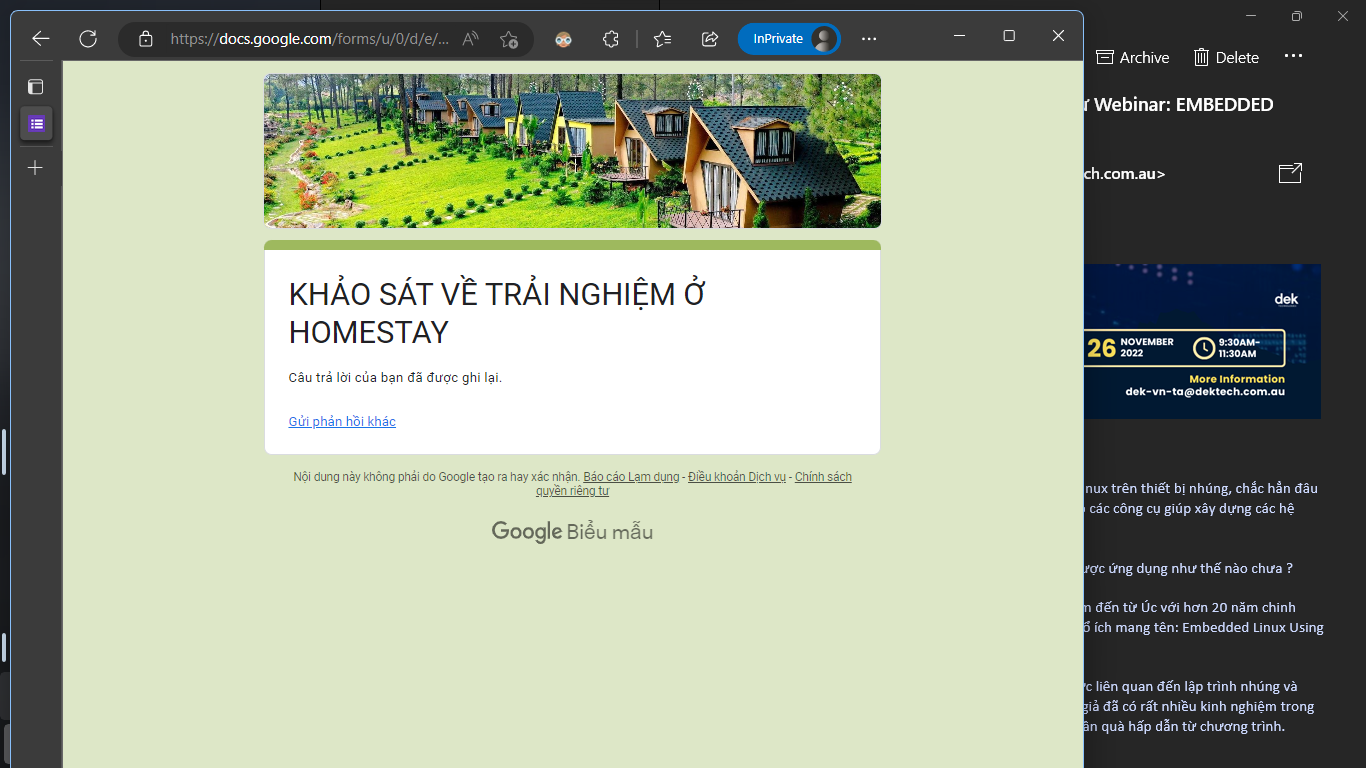 https://docs.google.com/forms/u/0/d/e/...
InPrivate
KHẢO SÁT VỀ TRẢI NGHIỆM Ở
HOMESTAY
Câu trả lời của bạn đã được ghi lại.
Gửi phản hồi khác
Nội dung này không phải do Google tạo ra hay xác nhận. Báo cáo Lạm dụng - Điều khoản Dịch vụ - Chính sách
quyền riêng tư
Google Biểu mẫu
Archive
Delete
Webinar: EMBEDDED
ch.com.au>
dek
26 NOVEMBER
2022
9:30AM-
11:30AM
More Information
dek-vn-ta@dektech.com.au
nux trên thiết bị nhúng, chắc hẳn đâu
các công cụ giúp xây dựng các hệ
ược ứng dụng như thế nào chưa ?
đến từ Úc với hơn 20 năm chinh
ổ ích mang tên: Embedded Linux Using
liên quan đến lập trình nhúng và
giả đã có rất nhiều kinh nghiệm trong
quà hấp dẫn từ chương trình.